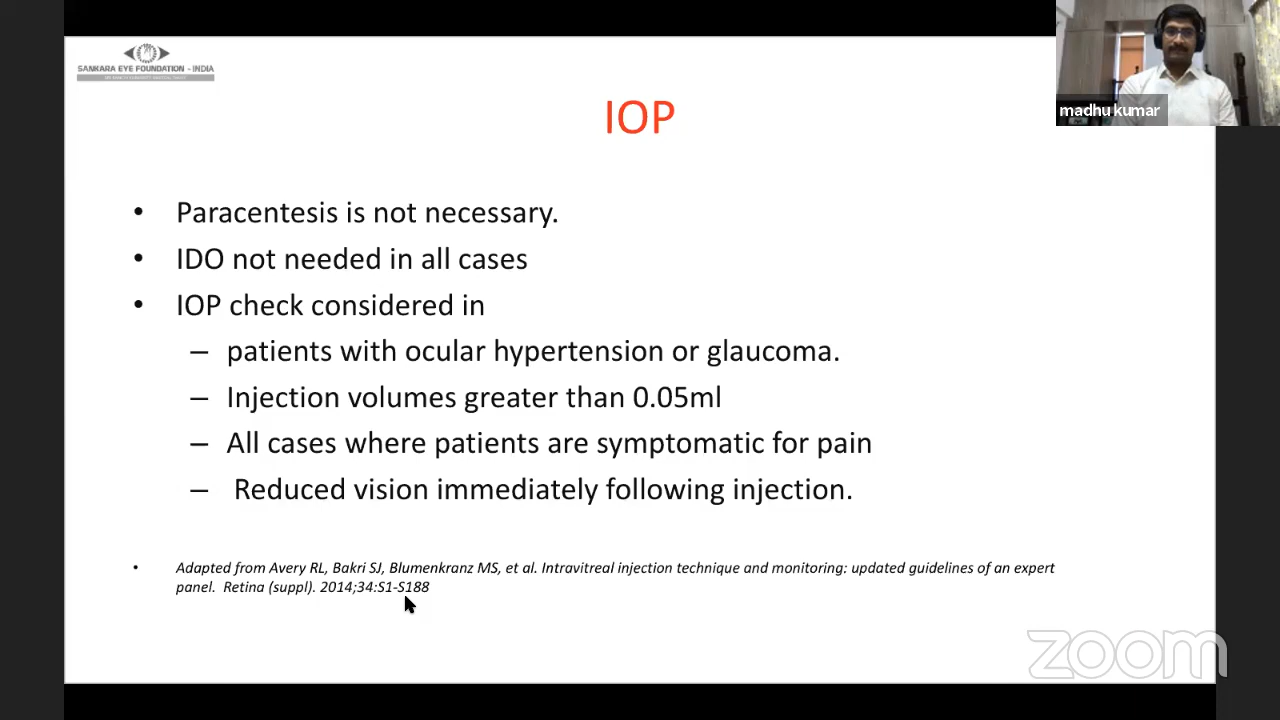 SANKARA EYE FOUNDATION - INDIA
IOP
madhu kumar
• Paracentesis is not necessary.
• IDO not needed in all cases
• IOP check considered in
– patients with ocular hypertension or glaucoma.
– Injection volumes greater than 0.05ml
– All cases where patients are symptomatic for pain
– Reduced vision immediately following injection.
• Adapted from Avery RL, Bakri SJ, Blumenkranz MS, et al. Intravitreal injection technique and monitoring: updated guidelines of an expert
panel. Retina (suppl). 2014;34:S1-S188
zoom